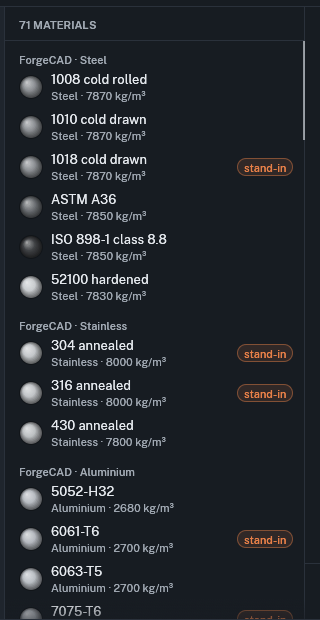 71 MATERIALS
ForgeCAD · Steel
1008 cold rolled
Steel · 7870 kg/m³
1010 cold drawn
Steel · 7870 kg/m³
1018 cold drawn
Steel · 7870 kg/m³
stand-in
ASTM A36
Steel · 7850 kg/m³
ISO 898-1 class 8.8
Steel · 7850 kg/m³
52100 hardened
Steel · 7830 kg/m³
ForgeCAD · Stainless
304 annealed
Stainless · 8000 kg/m³
stand-in
316 annealed
Stainless · 8000 kg/m³
stand-in
430 annealed
Stainless · 7800 kg/m³
ForgeCAD · Aluminium
5052-H32
Aluminium · 2680 kg/m³
6061-T6
Aluminium · 2700 kg/m³
stand-in
6063-T5
Aluminium · 2700 kg/m³
7075-T6
stand-in